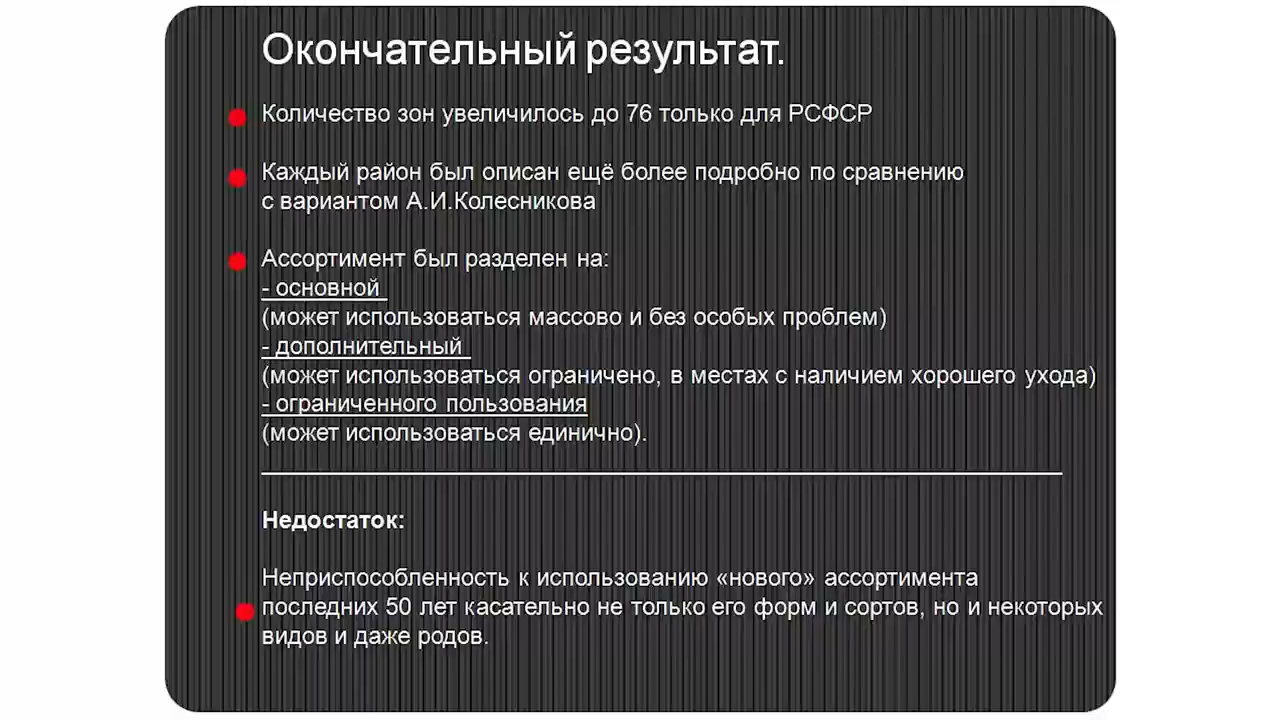 Окончательный результат.
Количество зон увеличилось до 76 только для РСФСР
Каждый район был описан ещё более подробно по сравнению
с вариантом А.И.Колесникова
Ассортимент был разделен на:
- основной
(может использоваться массово и без особых проблем)
- дополнительный
(может использоваться ограничено, в местах с наличием хорошего ухода)
- ограниченного пользования
(может использоваться единично).
Недостаток:
Неприспособленность к использованию «нового» ассортимента
последних 50 лет касательно не только его форм и сортов, но и некоторых
видов и даже родов.